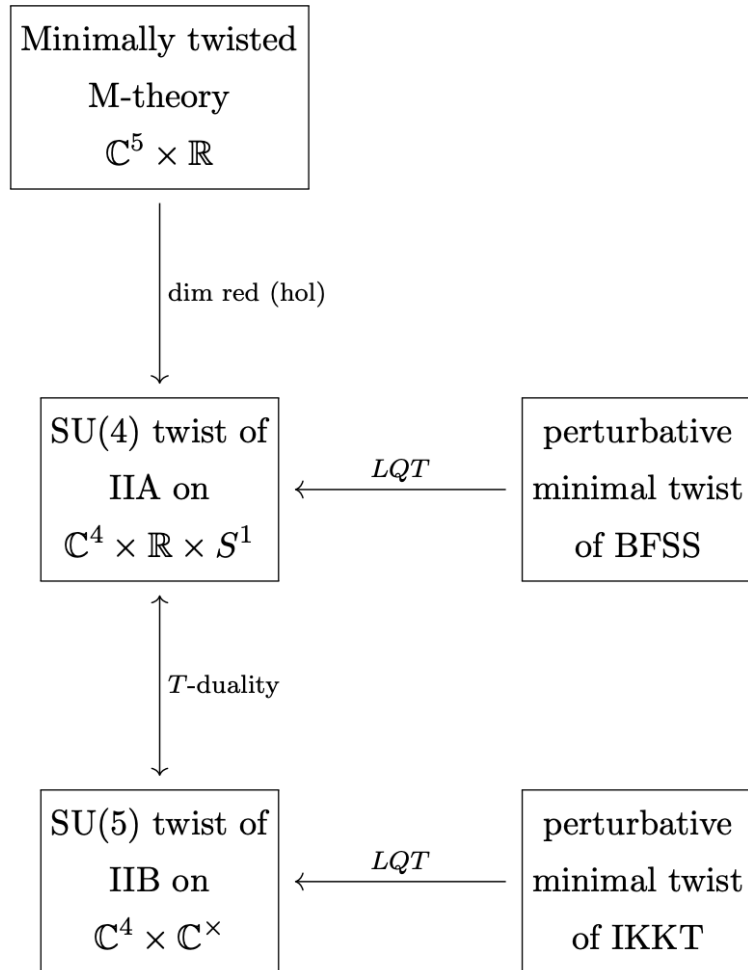 Minimally twisted
M-theory
ℂ⁵ × ℝ
dim red (hol)
SU(4) twist of
IIA on
ℂ⁴ × ℝ × S¹
LQT
perturbative
minimal twist
of BFSS
T-duality
SU(5) twist of
IIB on
ℂ⁴ × ℂ^×
LQT
perturbative
minimal twist
of IKKT